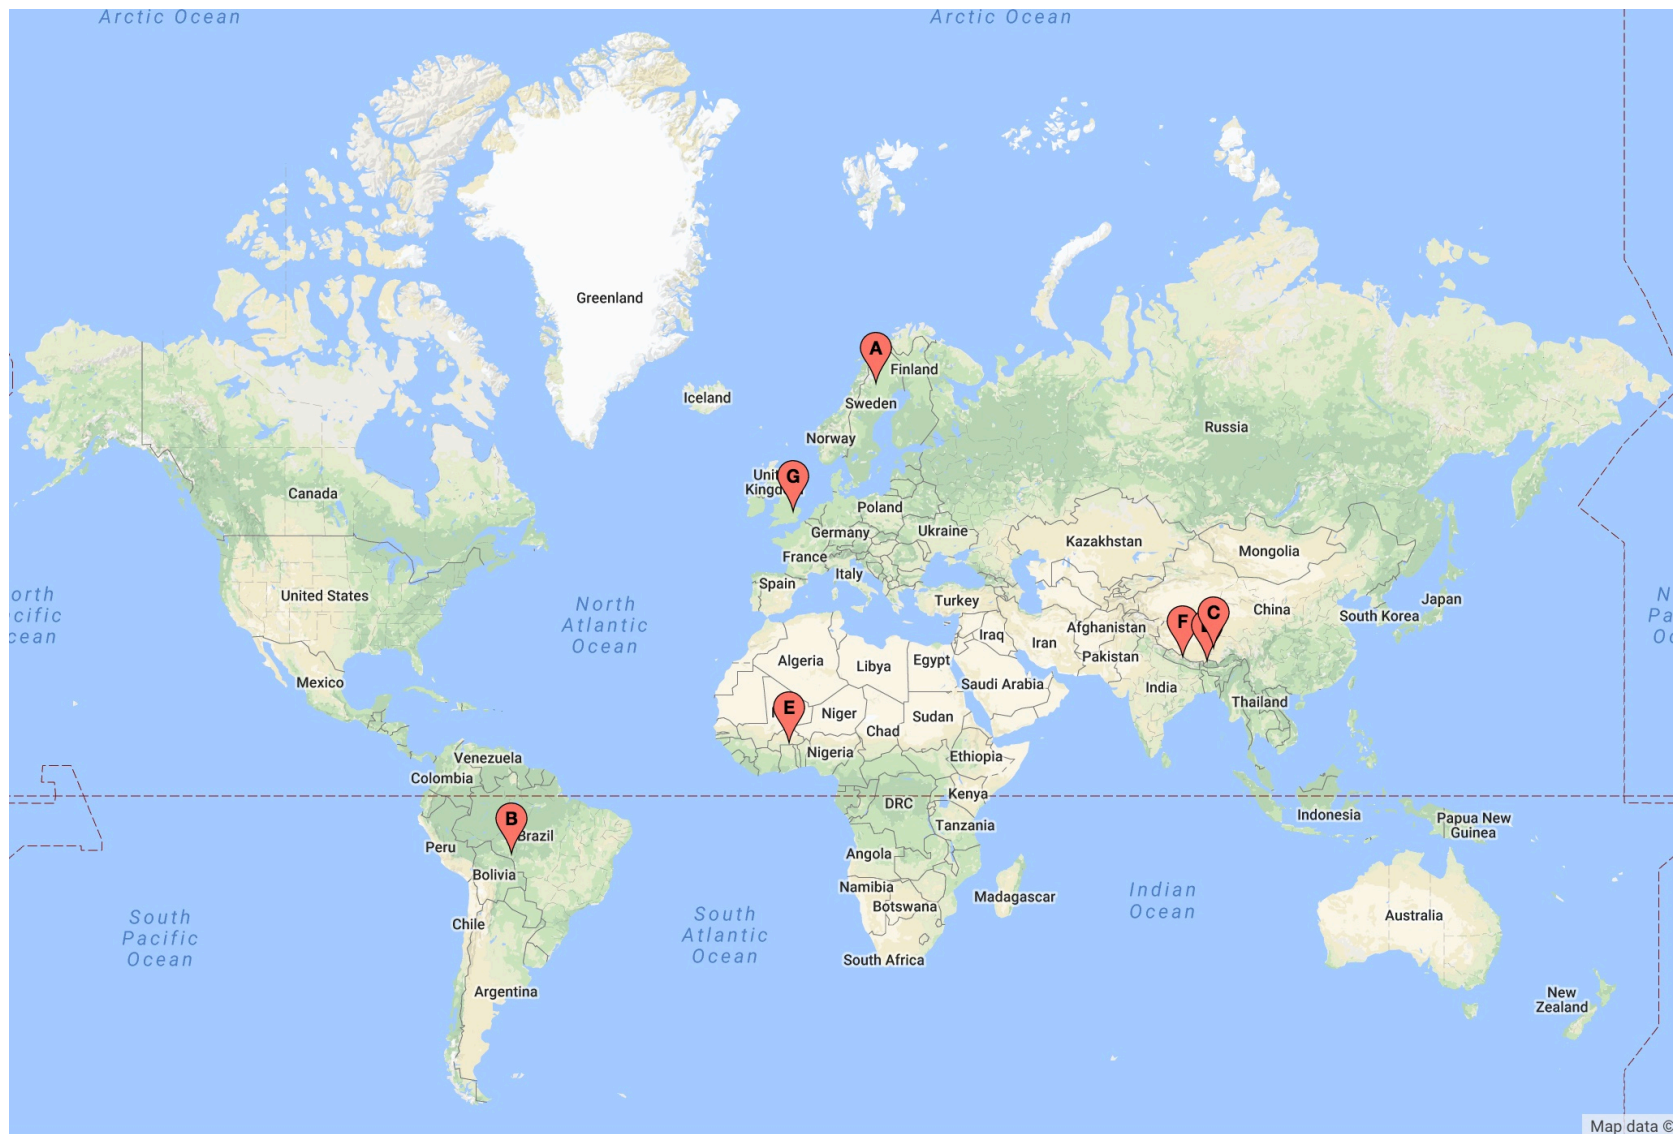 Arctic Ocean
Arctic Ocean
Greenland
A
Finland
Iceland
Sweden
Russia
Norway
Canada
G
Poland
Germany
Ukraine
Kazakhstan
Mongolia
France
Italy
Spain
United States
North
Atlantic
Ocean
Turkey
China
Japan
South Korea
F
C
Afghanistan
Iraq
Iran
Pakistan
Algeria
Libya
Egypt
Saudi Arabia
India
Thailand
Mexico
E
Niger
Sudan
Chad
Nigeria
Ethiopia
Venezuela
Colombia
Kenya
DRC
Tanzania
Indonesia
Papua New
Guinea
B
Brazil
Peru
Bolivia
Angola
Namibia
Botswana
Madagascar
Indian
Ocean
Australia
South
Pacific
Ocean
Chile
South
Atlantic
Ocean
South Africa
Argentina
New
Zealand
Map data ©